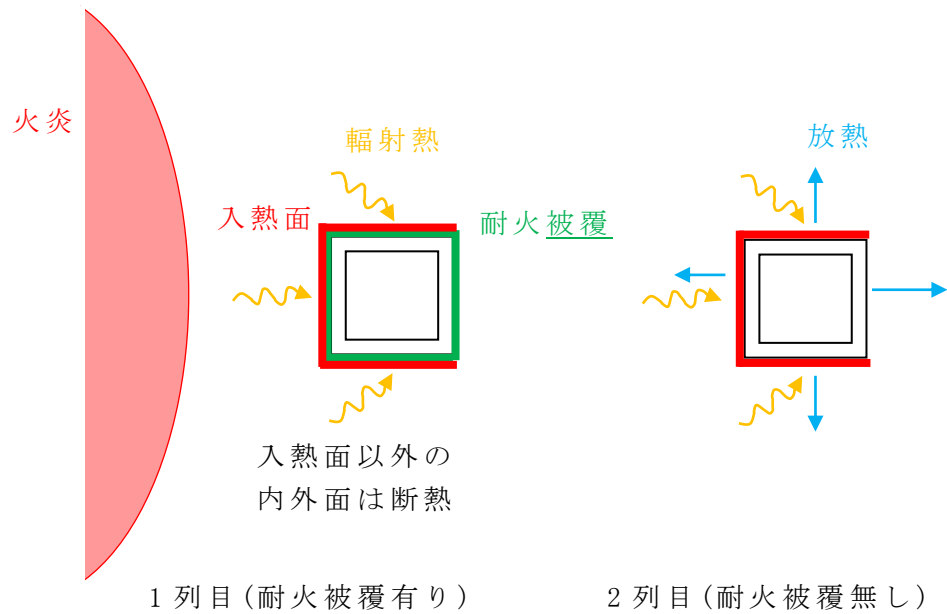 火炎
輻射熱
放熱
入熱面
耐火被覆
入熱面以外の
内外面は断熱
1列目(耐火被覆有り)
2列目(耐火被覆無し)